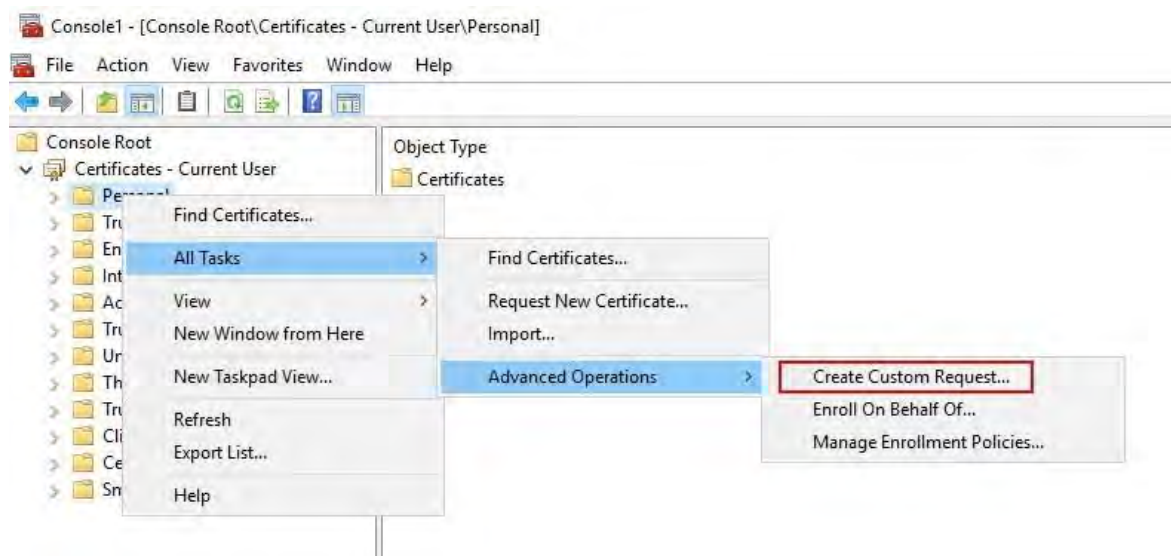 Console1 - [Console Root\Certificates - Current User\Personal]
File Action View Favorites Window Help
Console Root
Certificates - Current User
Object Type
Certificates
Find Certificates...
All Tasks
View
New Window from Here
New Taskpad View...
Refresh
Export List...
Help
Find Certificates...
Request New Certificate...
Import...
Advanced Operations
Create Custom Request...
Enroll On Behalf Of...
Manage Enrollment Policies...